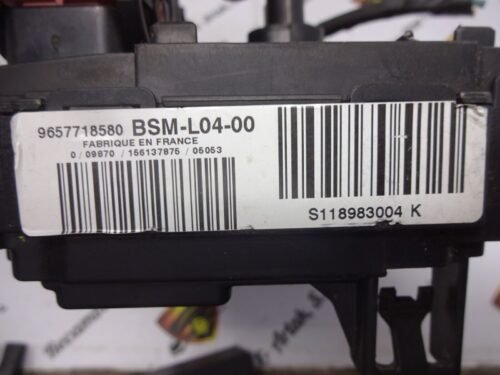 9657718580 BSM-L04-00
FABRIQUE EN FRANCE
0 / 09870 / 156137875 / 05053
S118983004 K